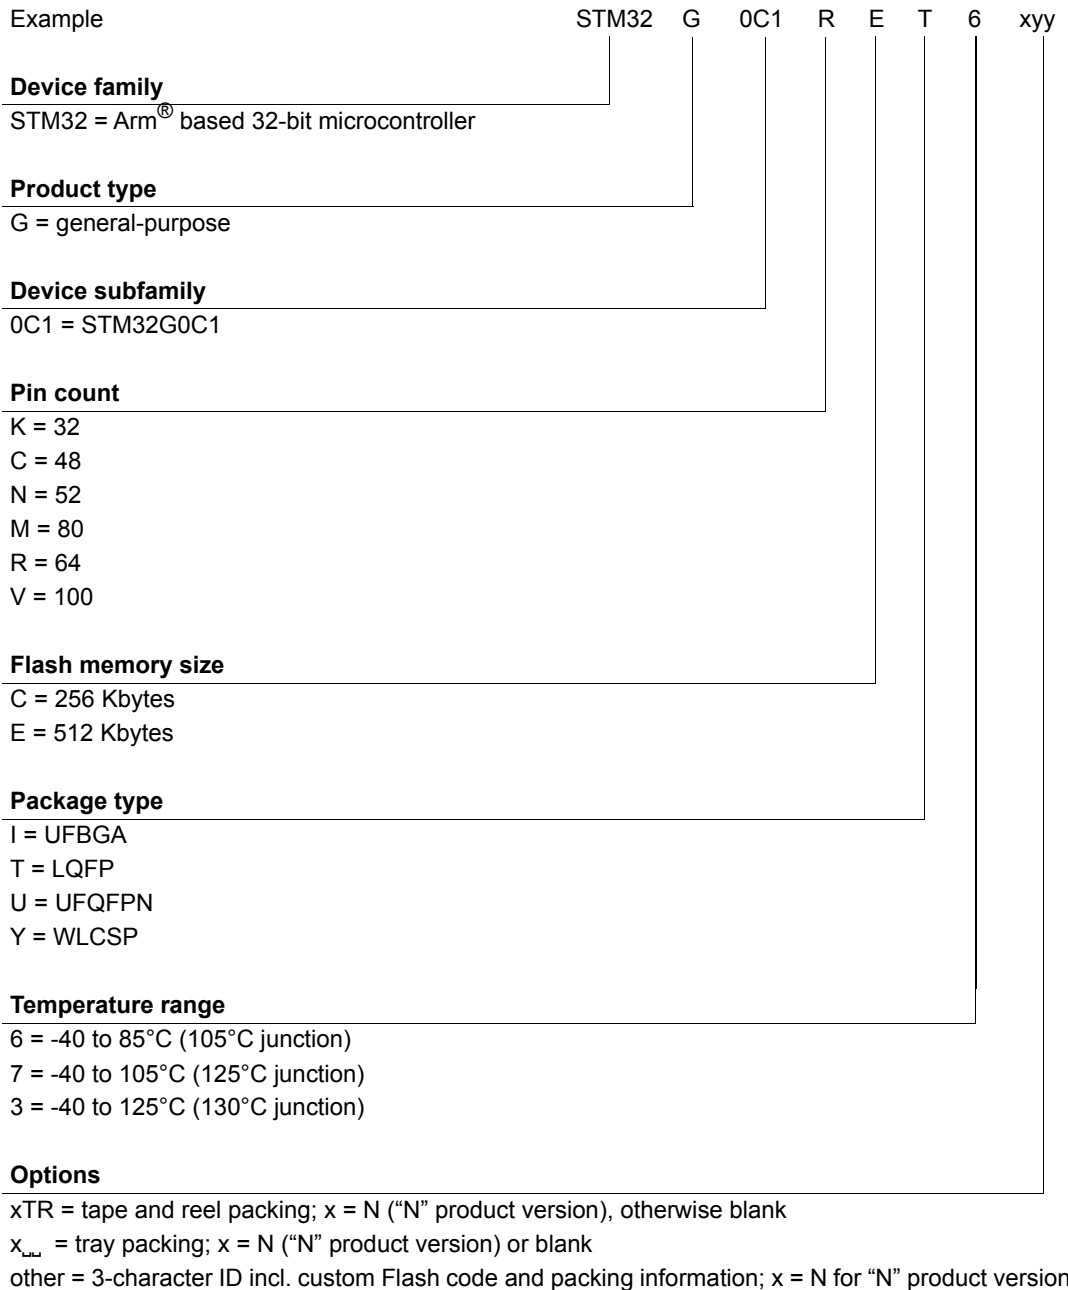 Example STM32 G 0C1 R E T 6 xyy
Device family
STM32 = Arm® based 32-bit microcontroller
Product type
G = general-purpose
Device subfamily
0C1 = STM32G0C1
Pin count
K = 32
C = 48
N = 52
M = 80
R = 64
V = 100
Flash memory size
C = 256 Kbytes
E = 512 Kbytes
Package type
I = UFBGA
T = LQFP
U = UFQFPN
Y = WLCSP
Temperature range
6 = -40 to 85°C (105°C junction)
7 = -40 to 105°C (125°C junction)
3 = -40 to 125°C (130°C junction)
Options
xTR = tape and reel packing; x = N (“N” product version), otherwise blank
x␣␣ = tray packing; x = N (“N” product version) or blank
other = 3-character ID incl. custom Flash code and packing information; x = N for “N” product version